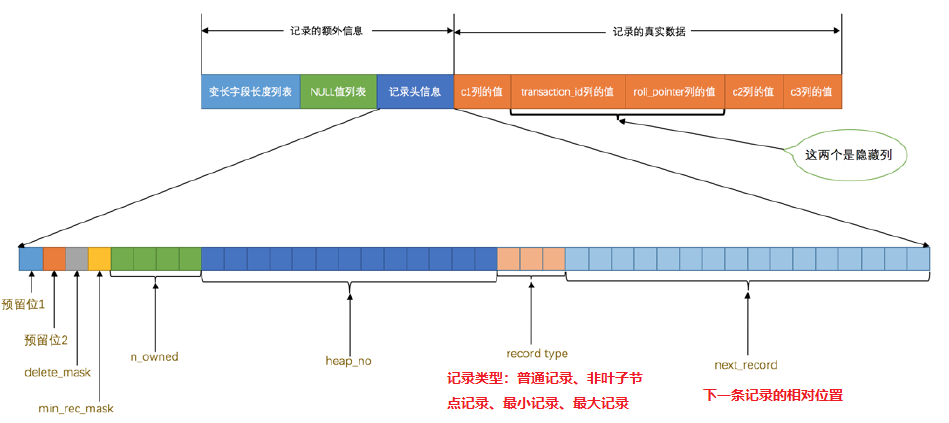 记录的额外信息
记录的真实数据
变长字段长度列表
NULL值列表
记录头信息
c1列的值
transaction_id列的值
roll_pointer列的值
c2列的值
c3列的值
这两个是隐藏列
预留位1
预留位2
delete_mask
min_rec_mask
n_owned
heap_no
record type
next_record
记录类型：普通记录、非叶子节
点记录、最小记录、最大记录
下一条记录的相对位置